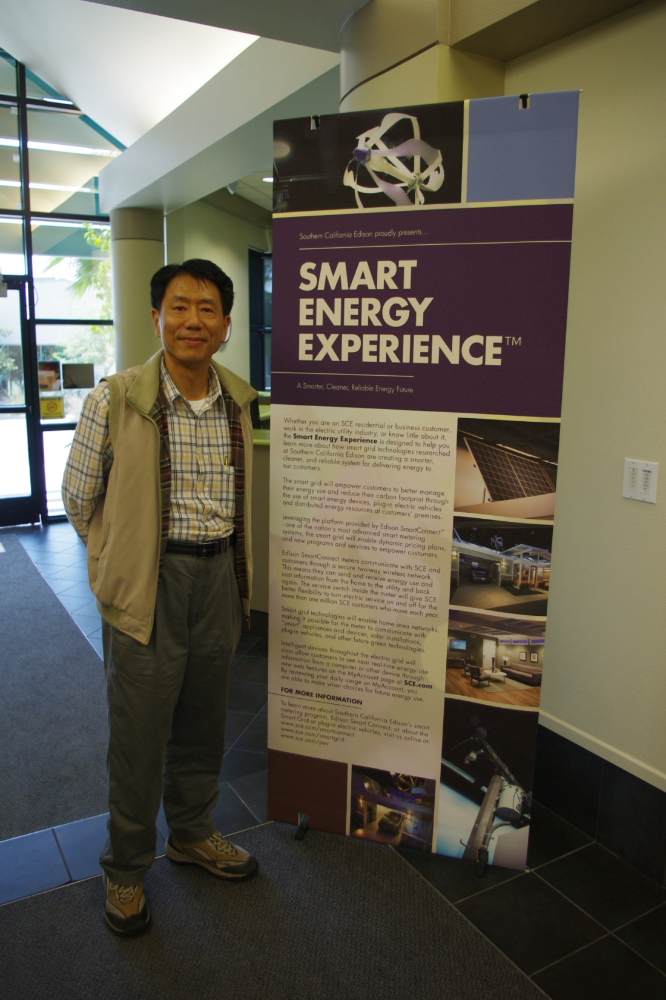 Southern California Edison proudly presents...
SMART
ENERGY
EXPERIENCE™
A Smarter, Cleaner, Reliable Energy Future
Whether you are an SCE residential or business customer,
work in the electric utility industry, or know little about it,
the Smart Energy Experience is designed to help you
learn more about how smart grid technologies researched
at Southern California Edison are creating a smarter,
cleaner, and reliable system for delivering energy to
our customers.
The smart grid will empower customers to better manage
their energy use and reduce their carbon footprint through
the use of smart energy devices, plug-in electric vehicles
and distributed energy resources at customers' premises.
Leveraging the platform provided by Edison SmartConnect™
- one of the nation's most advanced smart metering
systems, the smart grid will enable dynamic pricing plans,
and new programs and services to empower customers.
Edison SmartConnect meters communicate with SCE and
customers through a secure two-way wireless network.
This means they can send and receive energy use and
cost information from the home to the utility and back
again. The service switch inside the meter will give SCE
better flexibility to turn electric service on and off for the
more than one million SCE customers who move each year.
Smart grid technologies will enable home area networks,
making it possible for the meter to communicate with
"smart" appliances and devices, solar installations,
plug-in vehicles, and other future green technologies.
Intelligent devices throughout the electric grid will
soon allow customers to see near real-time energy use
information from a computer or other device through
new web features on the MyAccount page at SCE.com.
By reviewing your daily usage on MyAccount, you
are able to make wiser choices for future energy use.
FOR MORE INFORMATION
To learn more about Southern California Edison's smart
metering program, Edison Smart Connect, or about the
Smart Grid or plug-in electric vehicles, visit us online at:
www.sce.com/smartconnect
www.sce.com/smartgrid
www.sce.com/pev